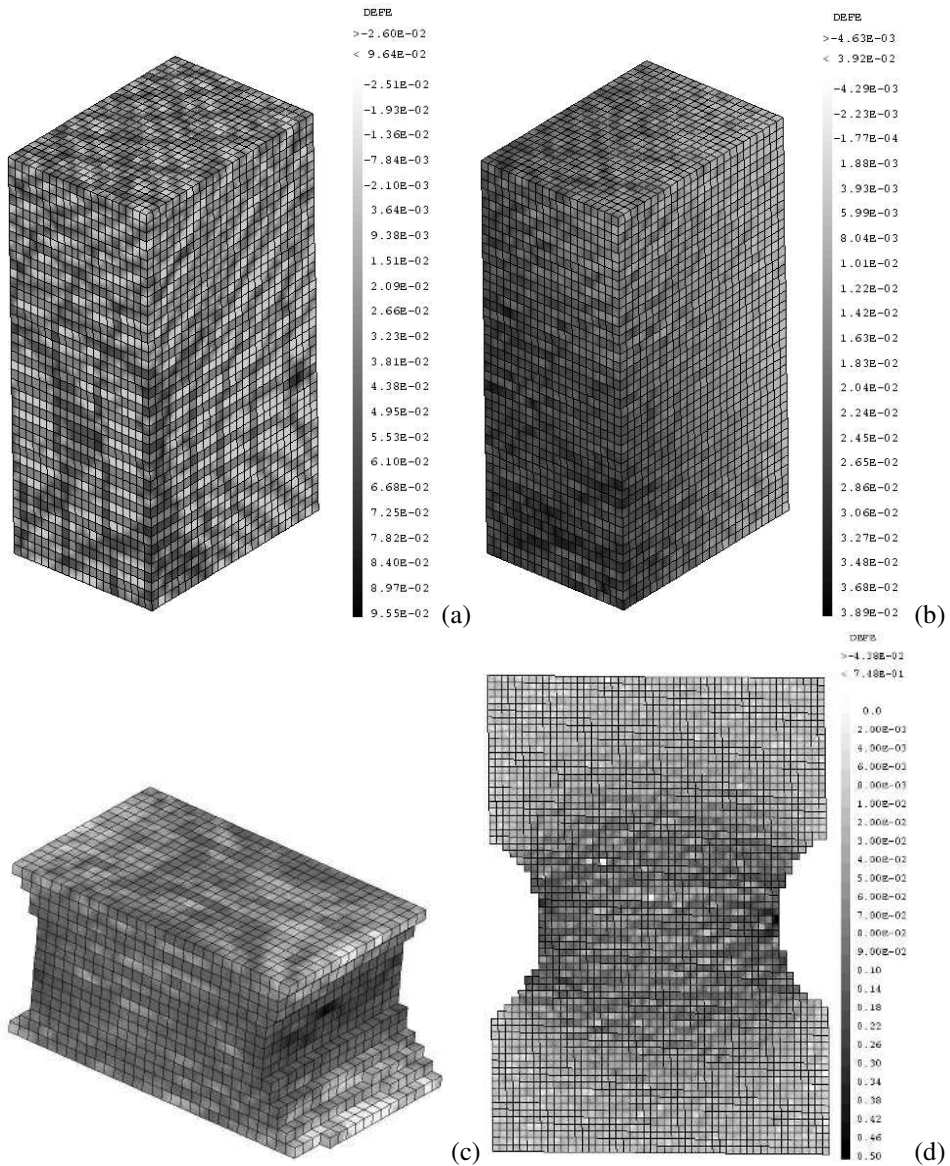 DEFE
>-2.60E-02
< 9.64E-02
-2.51E-02
-1.93E-02
-1.36E-02
-7.84E-03
-2.10E-03
3.64E-03
9.38E-03
1.51E-02
2.09E-02
2.66E-02
3.23E-02
3.81E-02
4.38E-02
4.95E-02
5.53E-02
6.10E-02
6.68E-02
7.25E-02
7.82E-02
8.40E-02
8.97E-02
9.55E-02
(a)
DEFE
>-4.63E-03
< 3.92E-02
-4.29E-03
-2.23E-03
-1.77E-04
1.88E-03
3.93E-03
5.99E-03
8.04E-03
1.01E-02
1.22E-02
1.42E-02
1.63E-02
1.83E-02
2.04E-02
2.24E-02
2.45E-02
2.65E-02
2.86E-02
3.06E-02
3.27E-02
3.48E-02
3.68E-02
3.89E-02
(b)
(c)
DEFE
>-4.38E-02
< 7.48E-01
0.0
2.00E-03
4.00E-03
6.00E-03
8.00E-03
1.00E-02
2.00E-02
3.00E-02
4.00E-02
5.00E-02
6.00E-02
7.00E-02
8.00E-02
9.00E-02
0.10
0.14
0.18
0.22
0.26
0.30
0.34
0.38
0.42
0.46
0.50
(d)